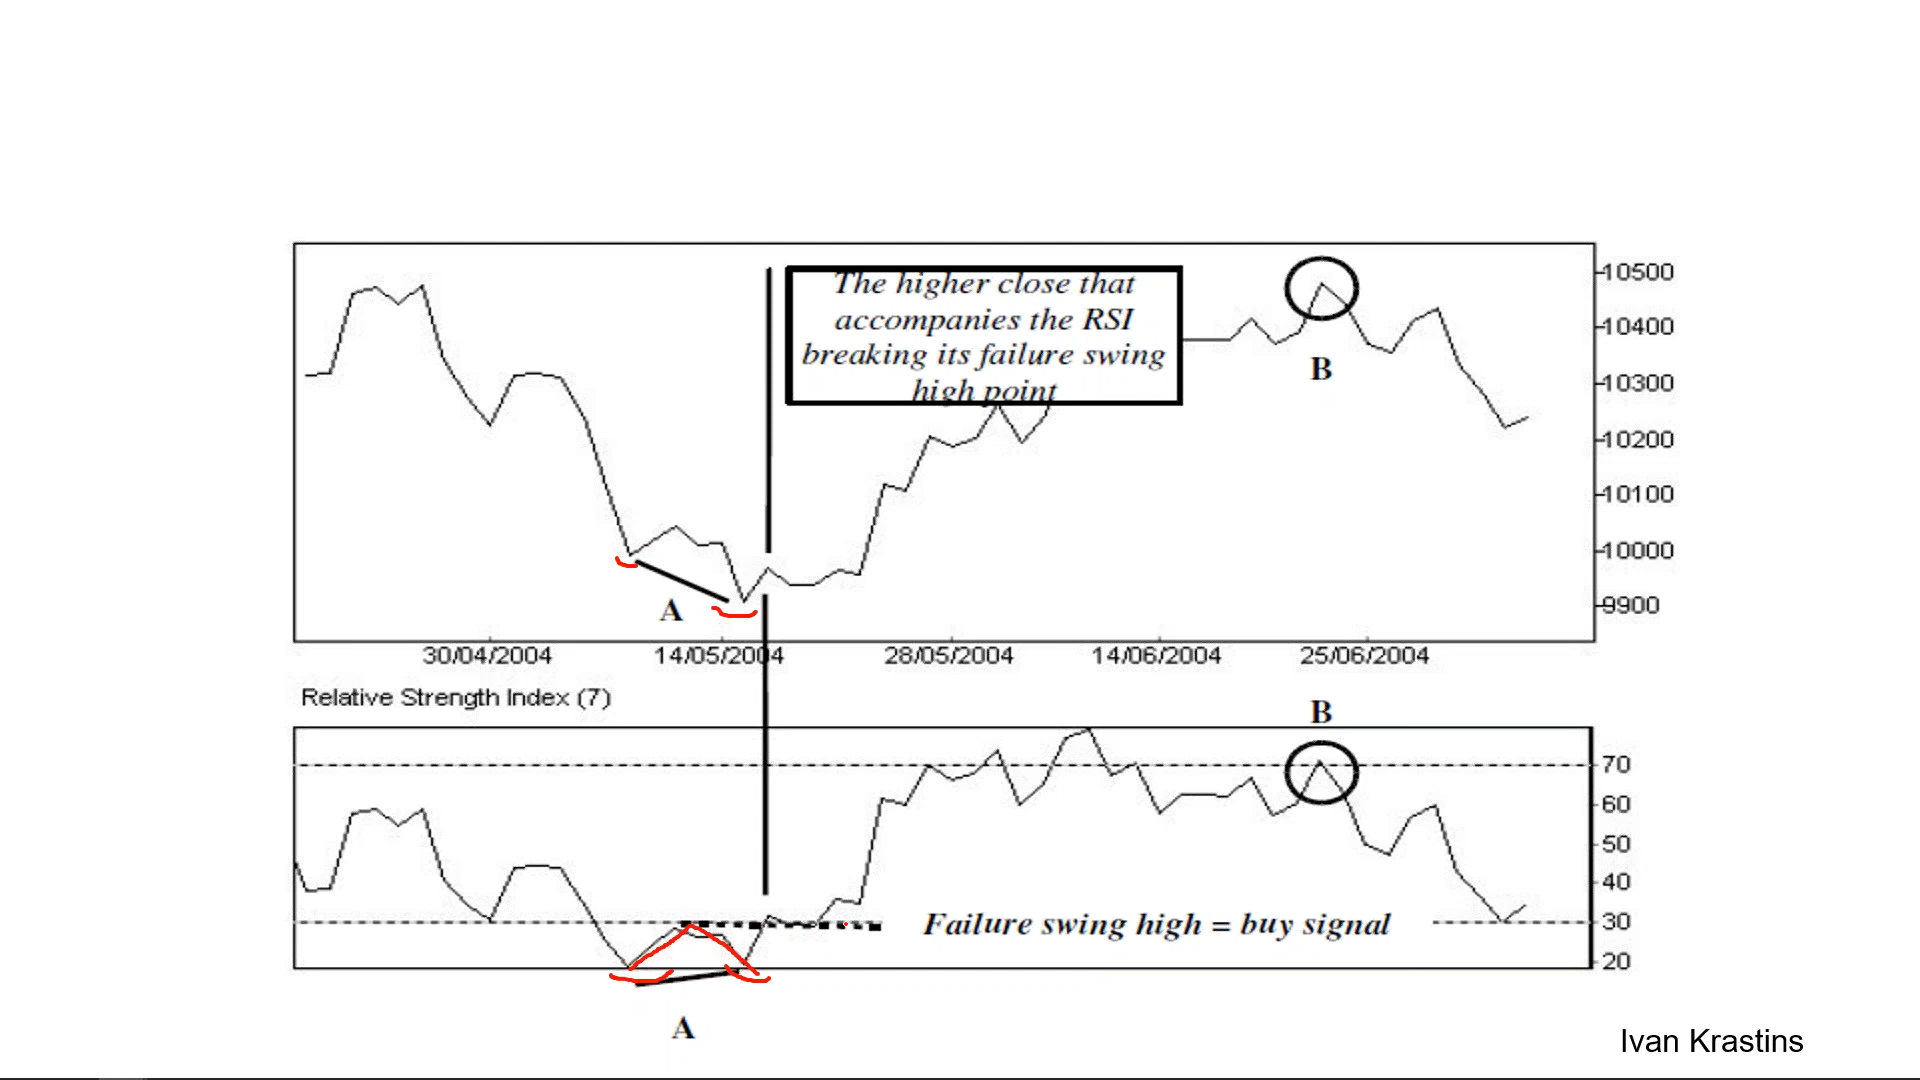 The higher close that
accompanies the RSI
breaking its failure swing
high point
10500
10400
B
10300
10200
10100
10000
A
9900
30/04/2004 14/05/2004 28/05/2004 14/06/2004 25/06/2004
Relative Strength Index (7)
B
70
60
50
40
Failure swing high = buy signal
30
20
A
Ivan Krastins